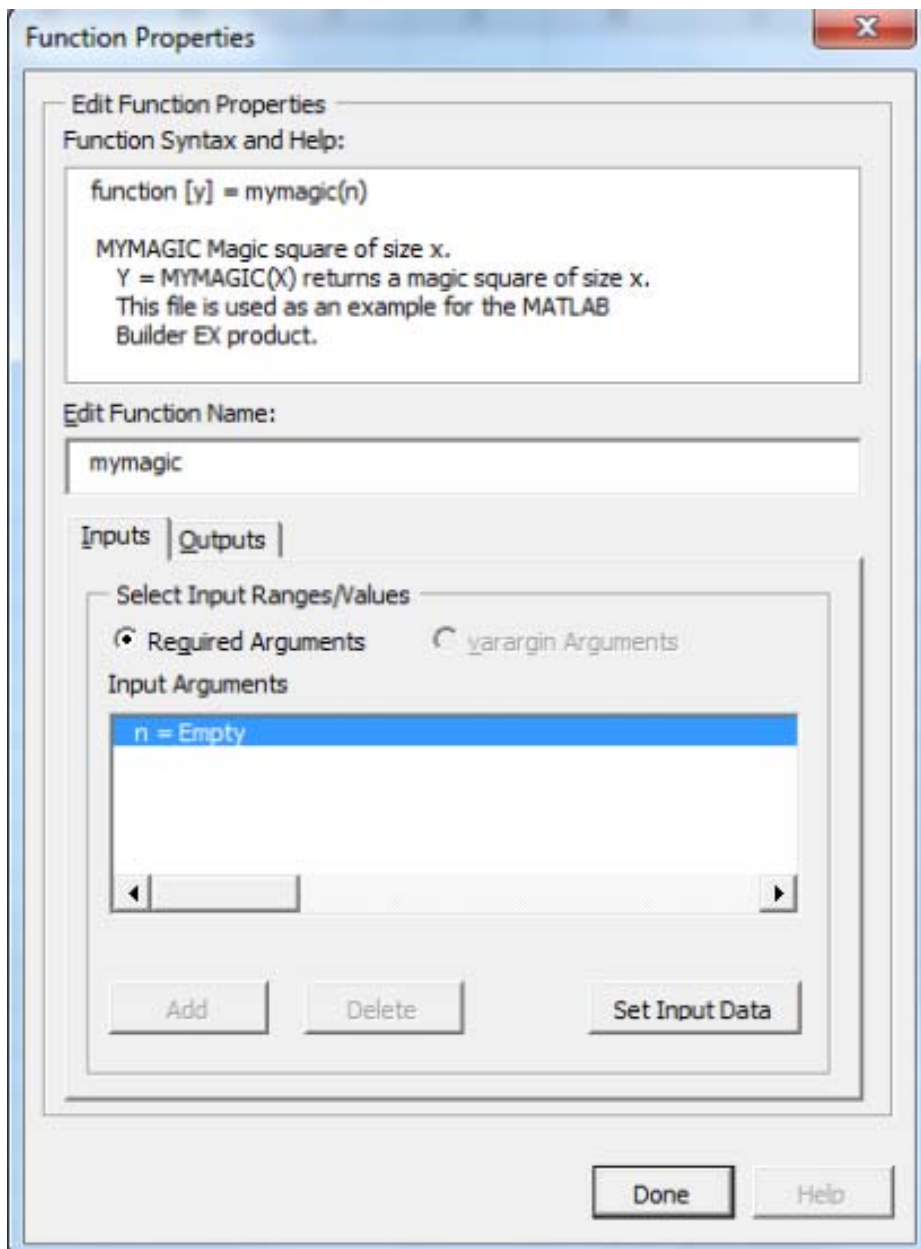 Function Properties
Edit Function Properties
Function Syntax and Help:
function [y] = mymagic(n)
MYMAGIC Magic square of size x.
Y = MYMAGIC(X) returns a magic square of size x.
This file is used as an example for the MATLAB
Builder EX product.
Edit Function Name:
mymagic
Inputs Outputs
Select Input Ranges/Values
Required Arguments varargin Arguments
Input Arguments
n = Empty
Add Delete Set Input Data
Done Help